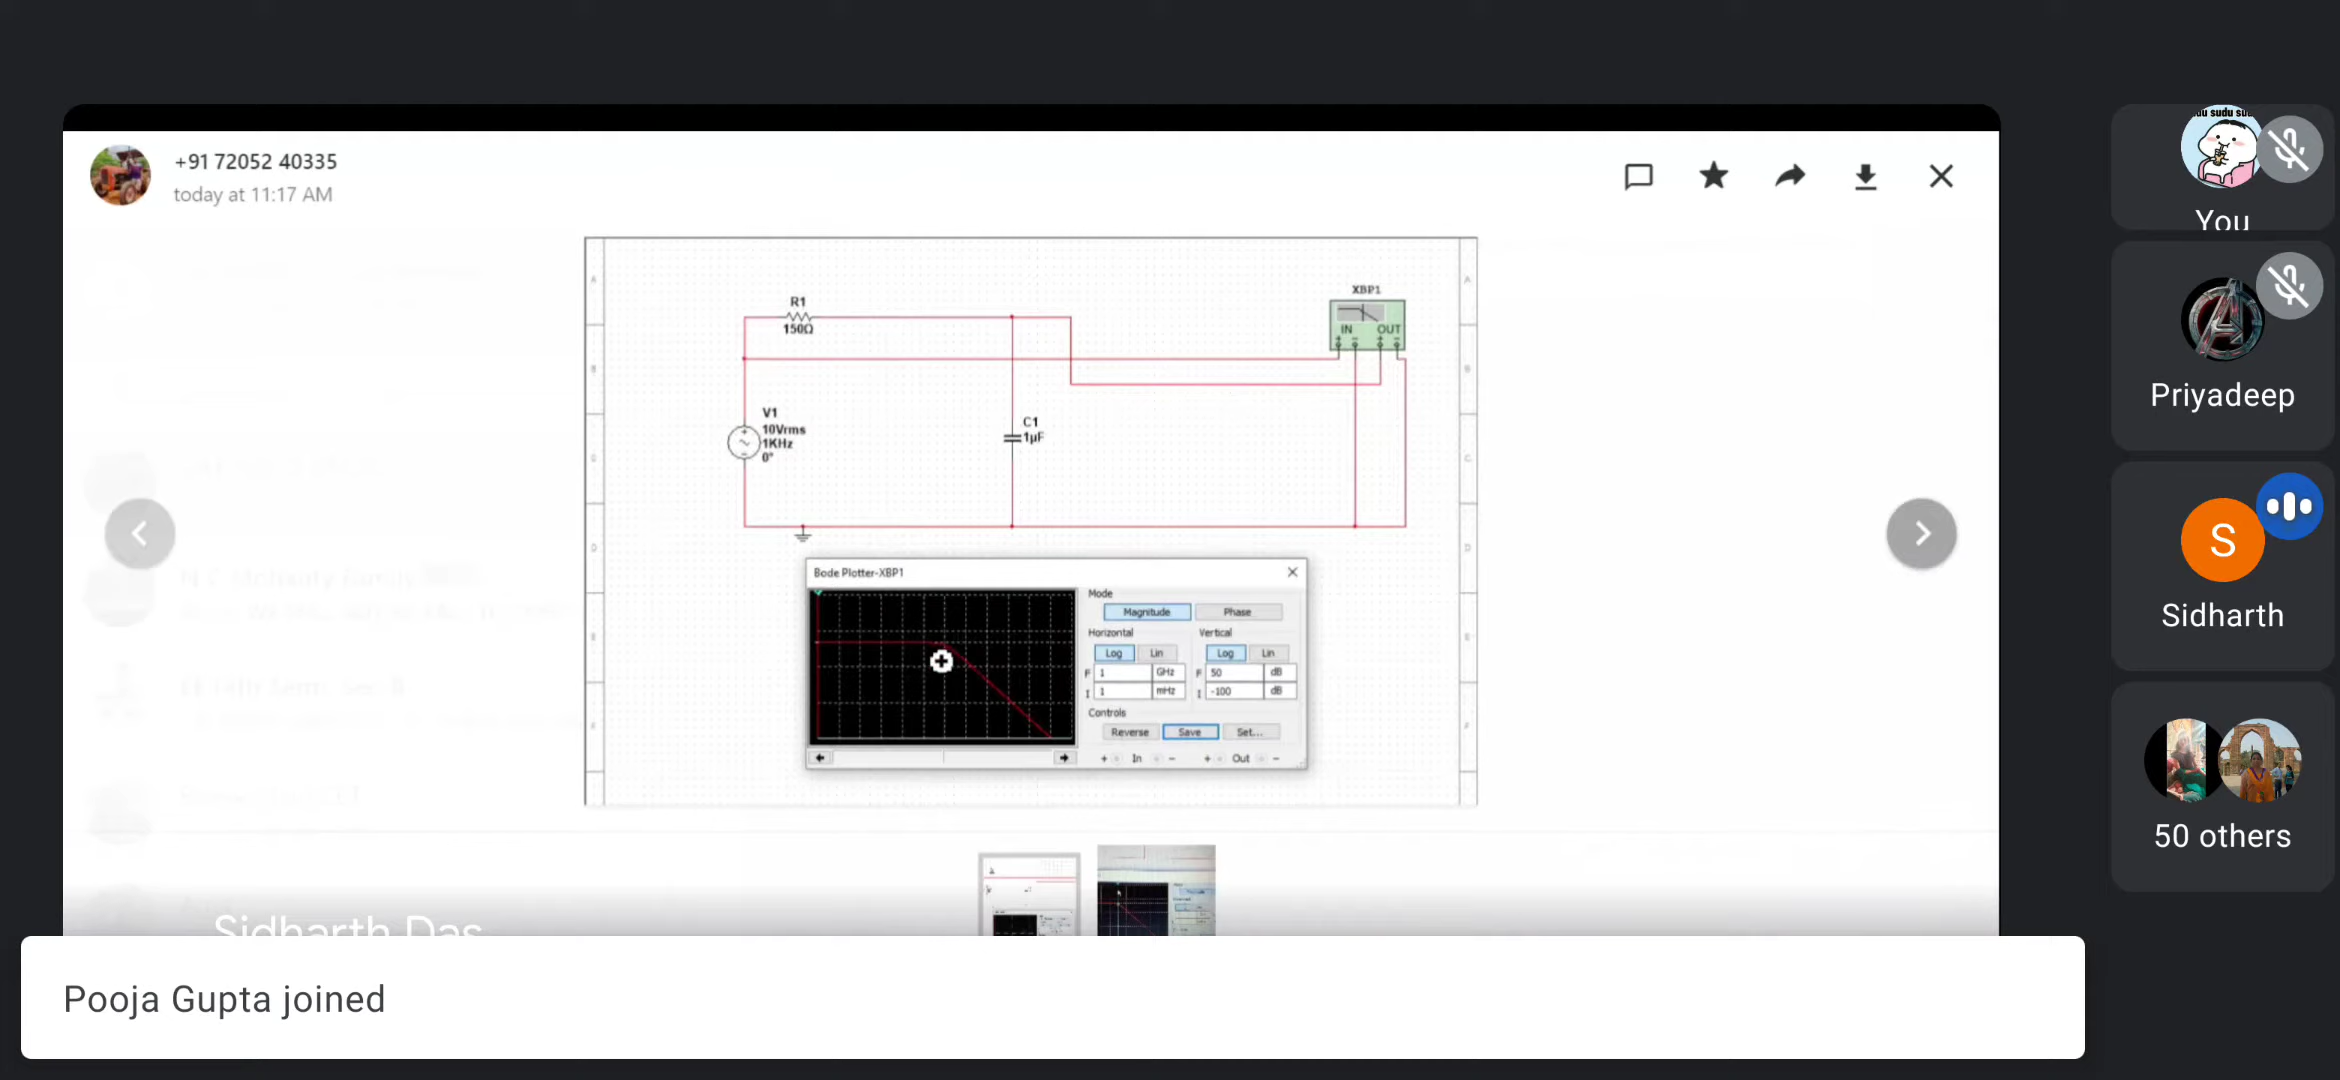 +91 72052 40335
today at 11:17 AM
You
Priyadeep
S
Sidharth
50 others
XBP1
IN OUT
R1
150Ω
V1
10Vrms
1KHz
0°
C1
1µF
Bode Plotter-XBP1
Mode
Magnitude Phase
Horizontal Vertical
Log Lin Log Lin
F 1 GHz F 50 dB
I 1 mHz I -100 dB
Controls
Reverse Save Set...
+ In - + Out -
Sidharth Das
Pooja Gupta joined